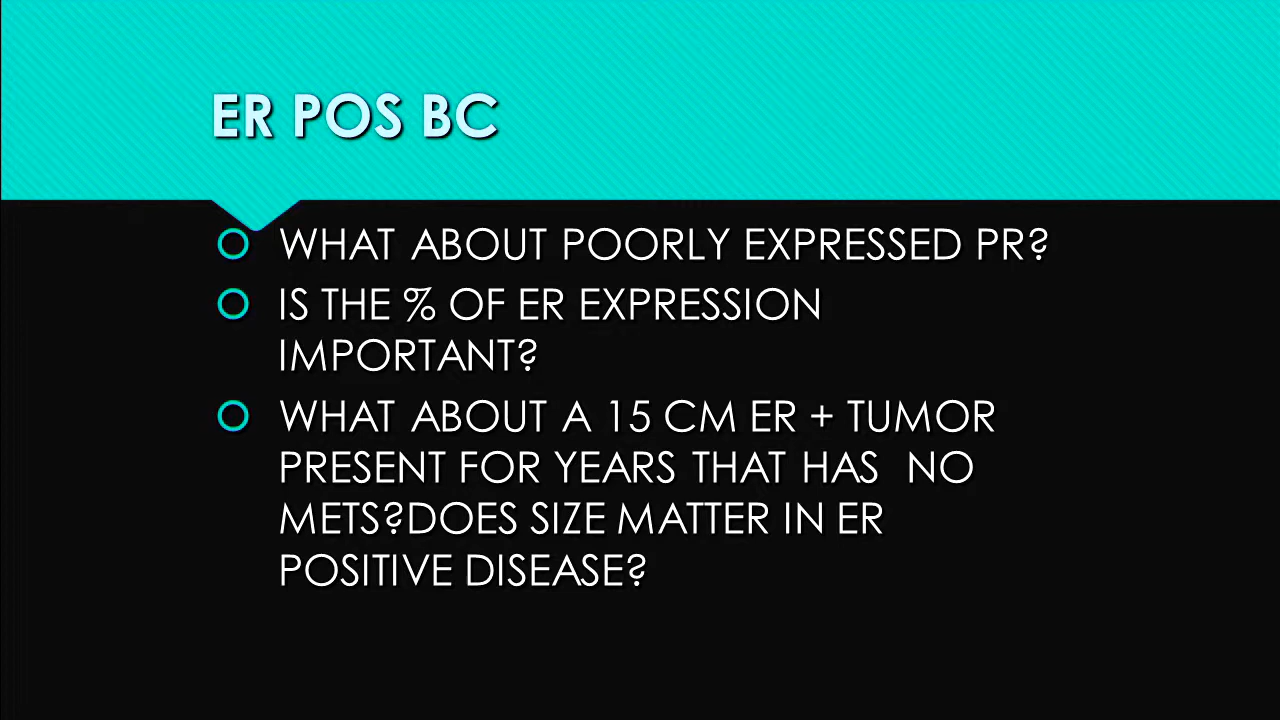 ER POS BC
WHAT ABOUT POORLY EXPRESSED PR?
IS THE % OF ER EXPRESSION
IMPORTANT?
WHAT ABOUT A 15 CM ER + TUMOR
PRESENT FOR YEARS THAT HAS  NO
METS?DOES SIZE MATTER IN ER
POSITIVE DISEASE?